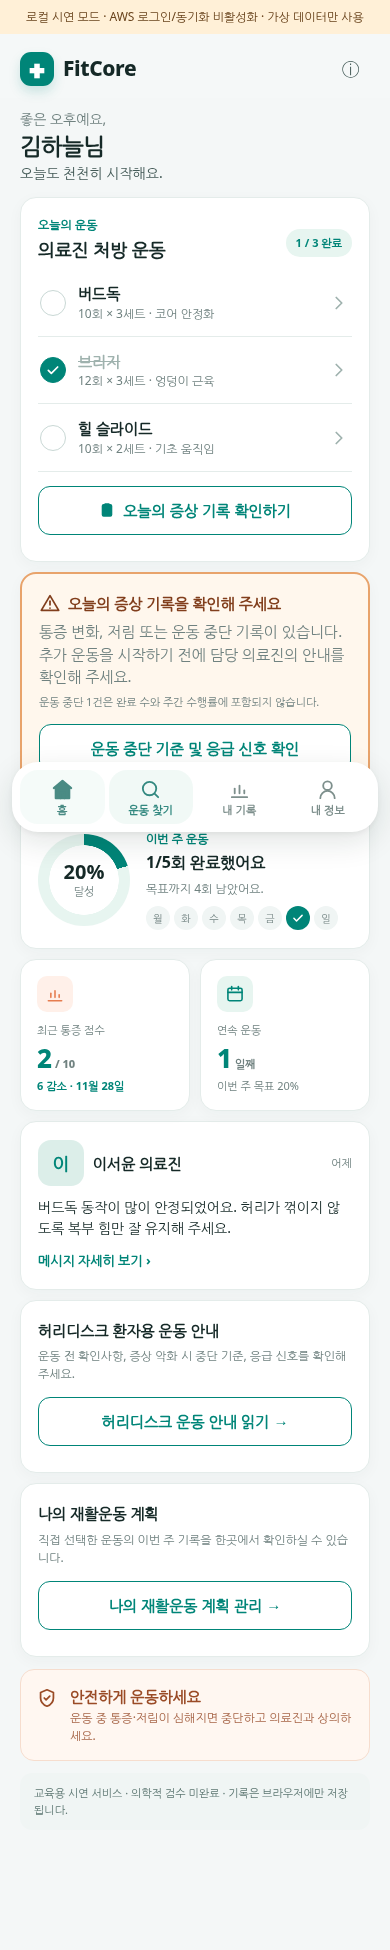 로컬 시연 모드 · AWS 로그인/동기화 비활성화 · 가상 데이터만 사용
FitCore
좋은 오후예요,
김하늘님
오늘도 천천히 시작해요.
오늘의 운동
의료진 처방 운동
1 / 3 완료
버드독
10회 × 3세트 · 코어 안정화
브리지
12회 × 3세트 · 엉덩이 근육
힐 슬라이드
10회 × 2세트 · 기초 움직임
오늘의 증상 기록 확인하기
오늘의 증상 기록을 확인해 주세요
통증 변화, 저림 또는 운동 중단 기록이 있습니다.
추가 운동을 시작하기 전에 담당 의료진의 안내를
확인해 주세요.
운동 중단 1건은 완료 수와 주간 수행률에 포함되지 않습니다.
운동 중단 기준 및 응급 신호 확인
홈
운동 찾기
내 기록
내 정보
20%
달성
이번 주 운동
1/5회 완료했어요
목표까지 4회 남았어요.
월 화 수 목 금 일
최근 통증 점수
2 / 10
6 감소 · 11월 28일
연속 운동
1 일째
이번 주 목표 20%
이
이서윤 의료진
어제
버드독 동작이 많이 안정되었어요. 허리가 꺾이지 않
도록 복부 힘만 잘 유지해 주세요.
메시지 자세히 보기 ›
허리디스크 환자용 운동 안내
운동 전 확인사항, 증상 악화 시 중단 기준, 응급 신호를 확인해
주세요.
허리디스크 운동 안내 읽기 →
나의 재활운동 계획
직접 선택한 운동의 이번 주 기록을 한곳에서 확인하실 수 있습
니다.
나의 재활운동 계획 관리 →
안전하게 운동하세요
운동 중 통증·저림이 심해지면 중단하고 의료진과 상의하
세요.
교육용 시연 서비스 · 의학적 검수 미완료 · 기록은 브라우저에만 저장
됩니다.